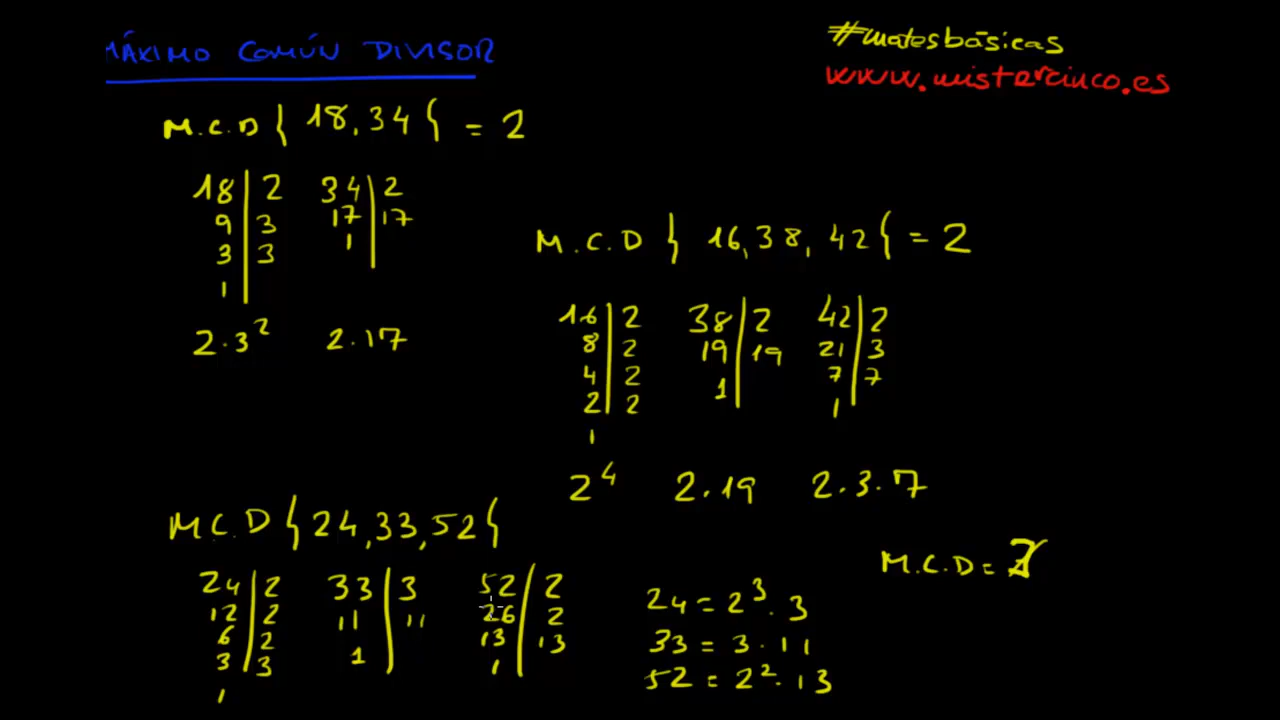 MÁXIMO COMÚN DIVISOR
#matesbásicas
www.mistercinco.es
M.C.D { 18,34 { = 2
18 | 2 34 | 2
9 | 3 17 | 17
3 | 3 1 |
1 |
2.3² 2.17
M.C.D } 16,38,42 { = 2
16 | 2 38 | 2 42 | 2
8 | 2 19 | 19 21 | 3
4 | 2 1 | 7 | 7
2 | 2 1
1
2⁴ 2.19 2.3.7
M.C.D { 24,33,52 {
24 | 2 33 | 3 52 | 2
12 | 2 11 | 11 26 | 2
6 | 2 1 | 13 | 13
3 | 3 1
1
24 = 2³.3
33 = 3.11
52 = 2².13
M.C.D =